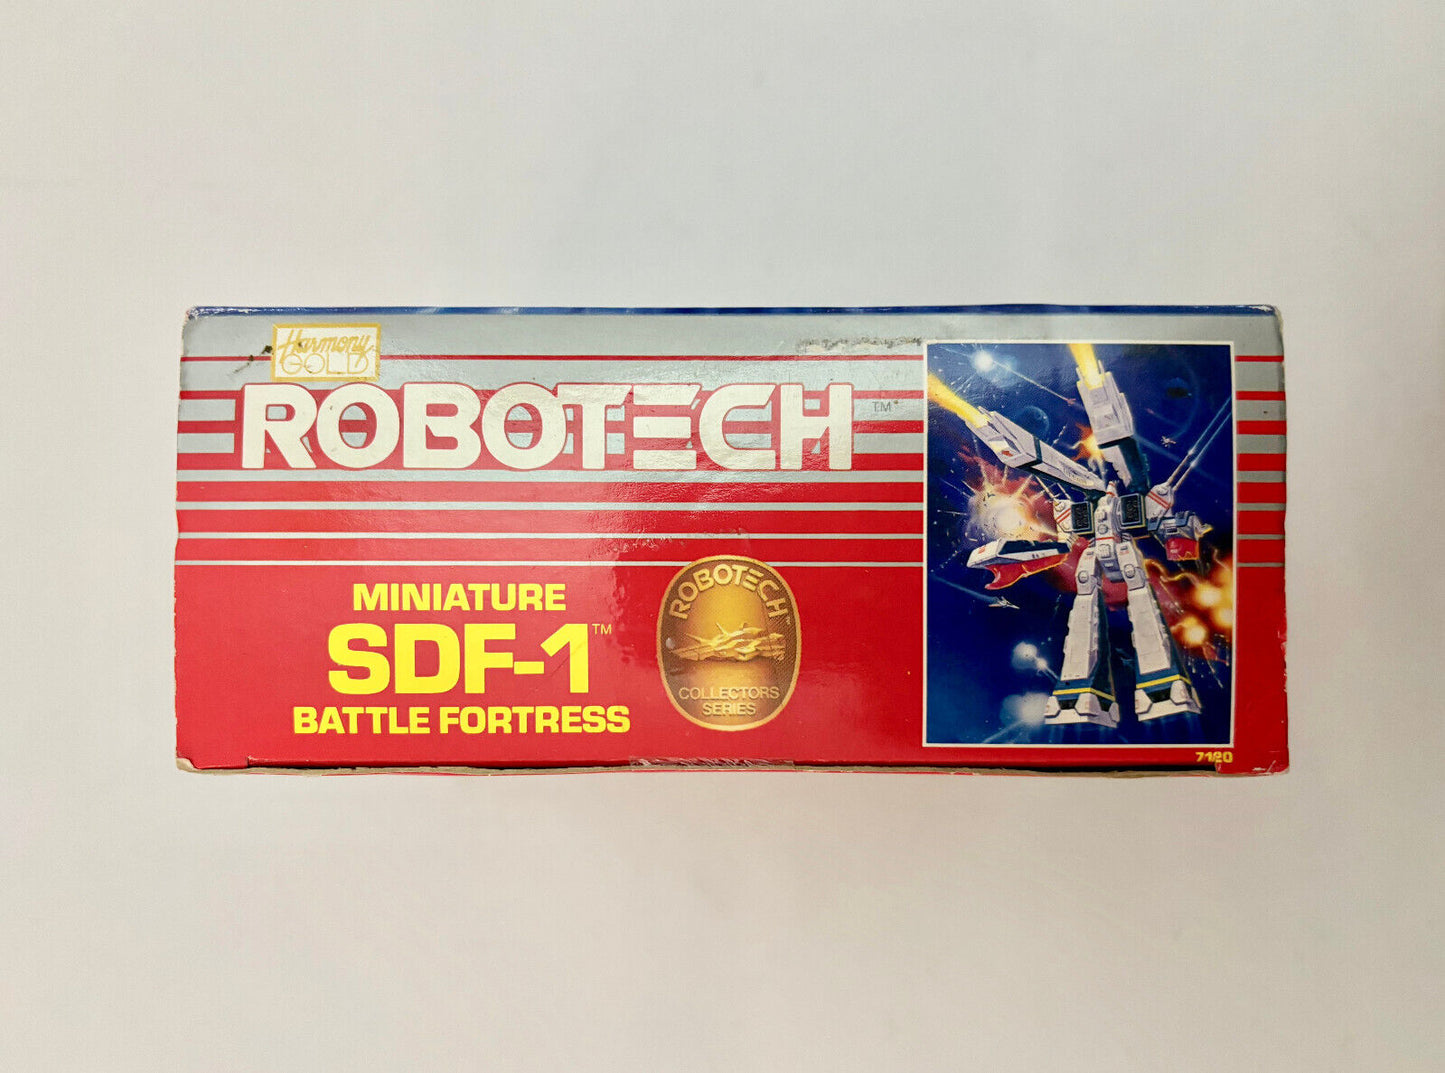 Harmony
GOLD
ROBOTECH TM*
MINIATURE
SDF-1 TM
BATTLE FORTRESS
ROBOTECH
COLLECTORS
SERIES
7120